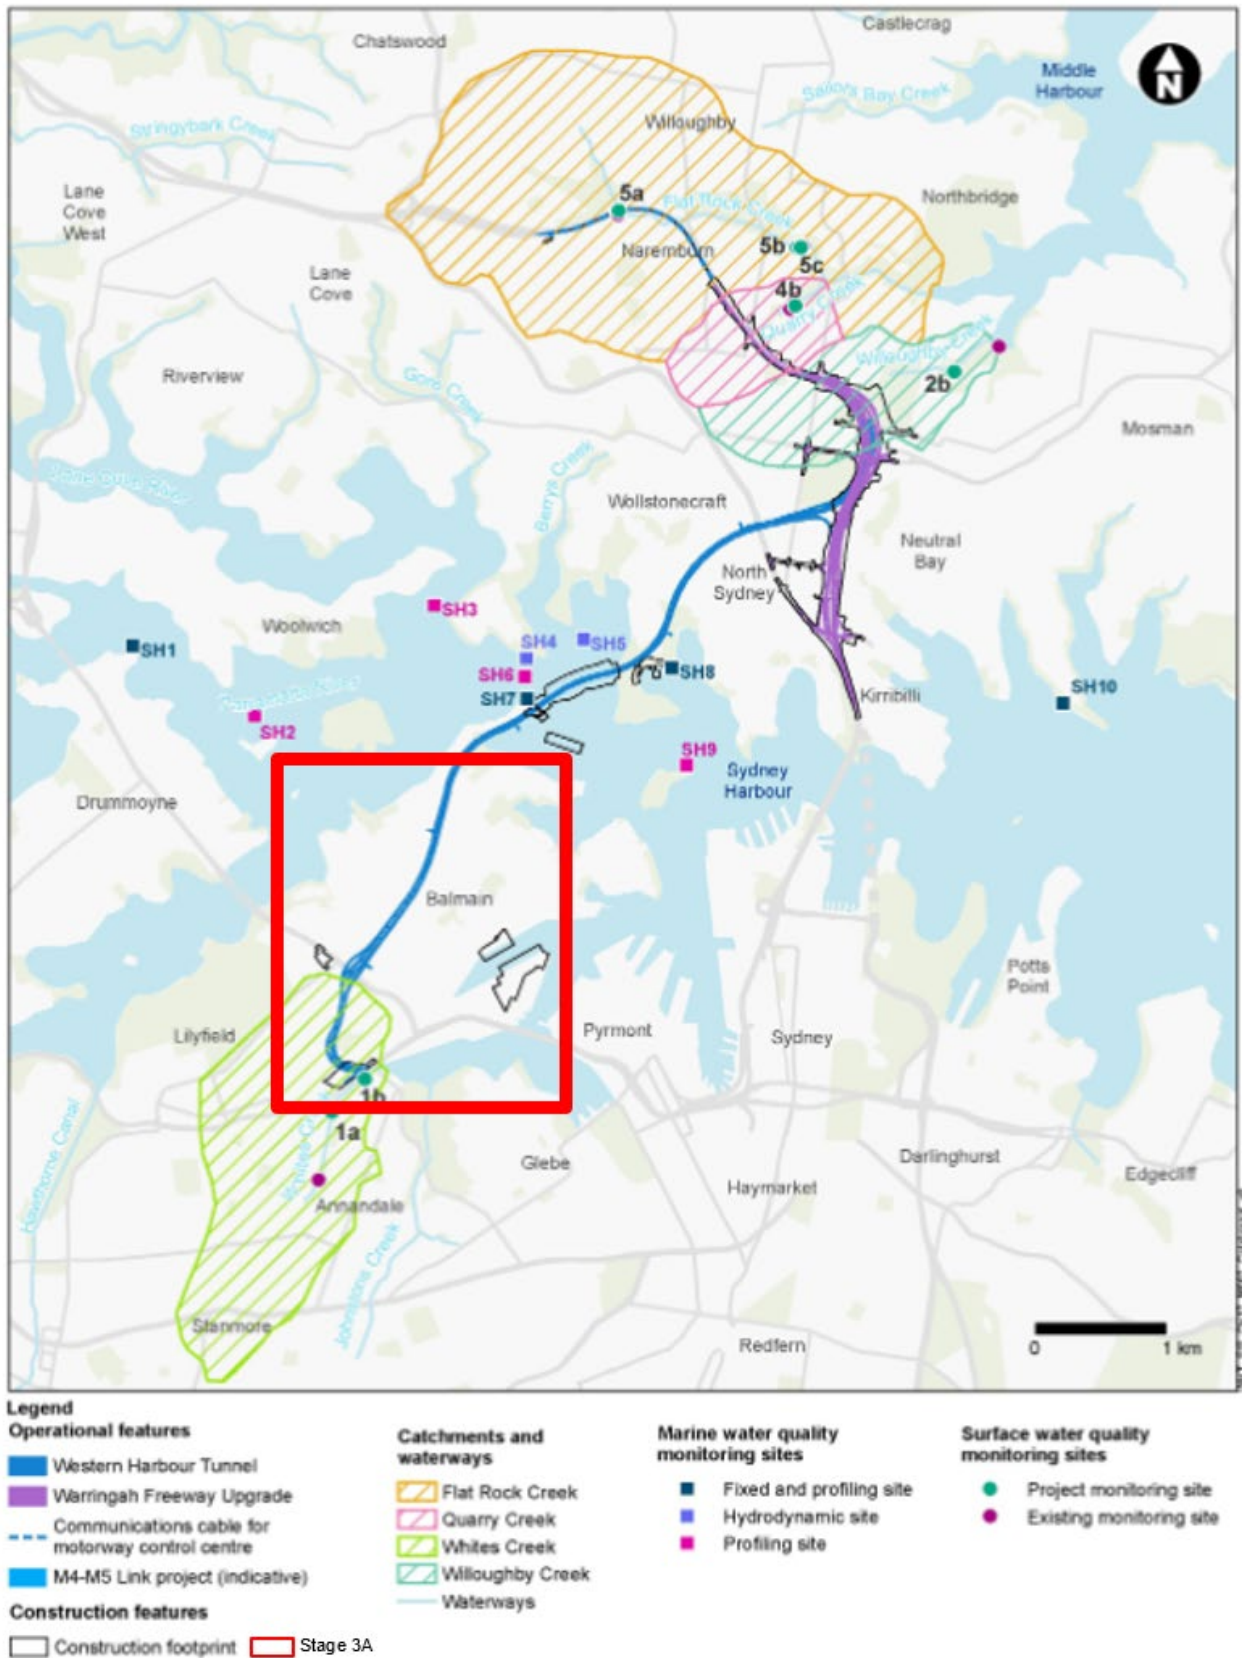 Chatswood
Castlecrag
Middle
Harbour
N
Sailors Bay Creek
Stringybark Creek
Willoughby
Lane
Cove
West
5a
Flat Rock Creek
Northbridge
Naremburn
5b
5c
Lane
Cove
4b
Quarry Creek
Willoughby Creek
2b
Riverview
Gore Creek
Mosman
Lane Cove River
Berrys Creek
Wollstonecraft
Neutral
Bay
North
Sydney
SH3
Woolwich
SH1
SH4
SH5
SH6
SH8
SH7
Parramatta River
SH2
Kirribilli
SH10
SH9
Sydney
Harbour
Drummoyne
Balmain
Potts
Point
Lilyfield
Pyrmont
Sydney
1b
1a
Whites C
Hawthorne Canal
Glebe
Darlinghurst
Edgecliff
Haymarket
Annandale
Johnstons Creek
Stanmore
Redfern
0 1 km
Legend
Operational features
Western Harbour Tunnel
Warringah Freeway Upgrade
Communications cable for
motorway control centre
M4-M5 Link project (indicative)
Construction features
Construction footprint
Stage 3A
Catchments and
waterways
Flat Rock Creek
Quarry Creek
Whites Creek
Willoughby Creek
Waterways
Marine water quality
monitoring sites
Fixed and profiling site
Hydrodynamic site
Profiling site
Surface water quality
monitoring sites
Project monitoring site
Existing monitoring site